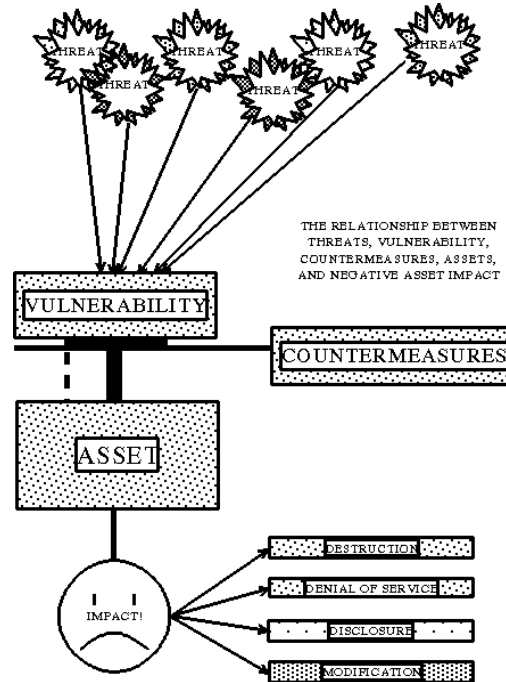 THREAT
THREAT
THREAT
THREAT
THREAT
THREAT
THE RELATIONSHIP BETWEEN
THREATS, VULNERABILITY,
COUNTERMEASURES, ASSETS,
AND NEGATIVE ASSET IMPACT
VULNERABILITY
COUNTERMEASURES
ASSET
IMPACT!
DESTRUCTION
DENIAL OF SERVICE
DISCLOSURE
MODIFICATION